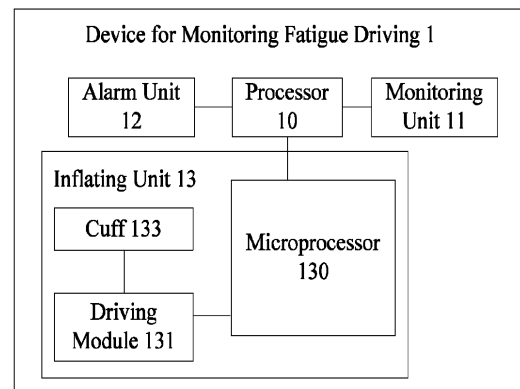 Device for Monitoring Fatigue Driving 1
Alarm Unit
12
Processor
10
Monitoring
Unit 11
Inflating Unit 13
Cuff 133
Microprocessor
130
Driving
Module 131